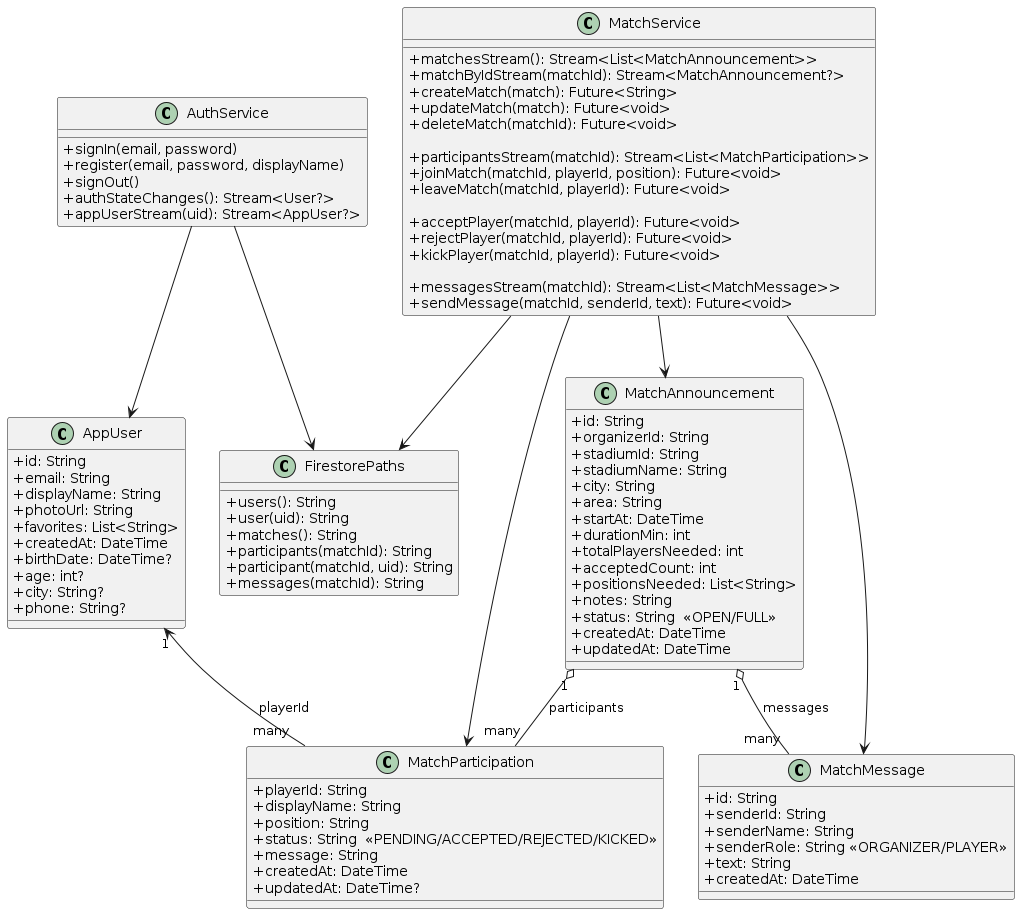 C MatchService
+matchesStream(): Stream<List<MatchAnnouncement>>
+matchByIdStream(matchId): Stream<MatchAnnouncement?>
+createMatch(match): Future<String>
+updateMatch(match): Future<void>
+deleteMatch(matchId): Future<void>
+participantsStream(matchId): Stream<List<MatchParticipation>>
+joinMatch(matchId, playerId, position): Future<void>
+leaveMatch(matchId, playerId): Future<void>
+acceptPlayer(matchId, playerId): Future<void>
+rejectPlayer(matchId, playerId): Future<void>
+kickPlayer(matchId, playerId): Future<void>
+messagesStream(matchId): Stream<List<MatchMessage>>
+sendMessage(matchId, senderId, text): Future<void>
C AuthService
+signIn(email, password)
+register(email, password, displayName)
+signOut()
+authStateChanges(): Stream<User?>
+appUserStream(uid): Stream<AppUser?>
C AppUser
+id: String
+email: String
+displayName: String
+photoUrl: String
+favorites: List<String>
+createdAt: DateTime
+birthDate: DateTime?
+age: int?
+city: String?
+phone: String?
C FirestorePaths
+users(): String
+user(uid): String
+matches(): String
+participants(matchId): String
+participant(matchId, uid): String
+messages(matchId): String
C MatchAnnouncement
+id: String
+organizerId: String
+stadiumId: String
+stadiumName: String
+city: String
+area: String
+startAt: DateTime
+durationMin: int
+totalPlayersNeeded: int
+acceptedCount: int
+positionsNeeded: List<String>
+notes: String
+status: String «OPEN/FULL»
+createdAt: DateTime
+updatedAt: DateTime
1
playerId
many
1
participants
many
1
messages
many
C MatchParticipation
+playerId: String
+displayName: String
+position: String
+status: String «PENDING/ACCEPTED/REJECTED/KICKED»
+message: String
+createdAt: DateTime
+updatedAt: DateTime?
C MatchMessage
+id: String
+senderId: String
+senderName: String
+senderRole: String «ORGANIZER/PLAYER»
+text: String
+createdAt: DateTime